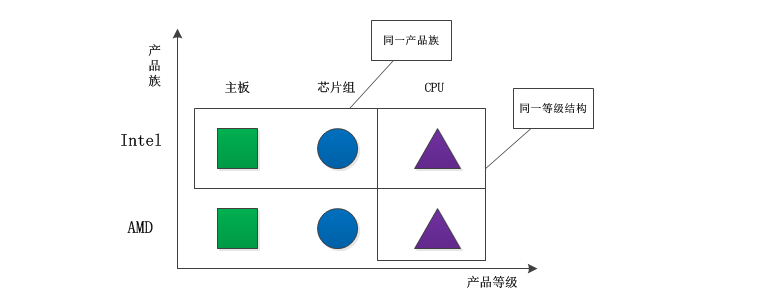 同一产品族
产品族
主板
芯片组
CPU
同一等级结构
Intel
AMD
产品等级